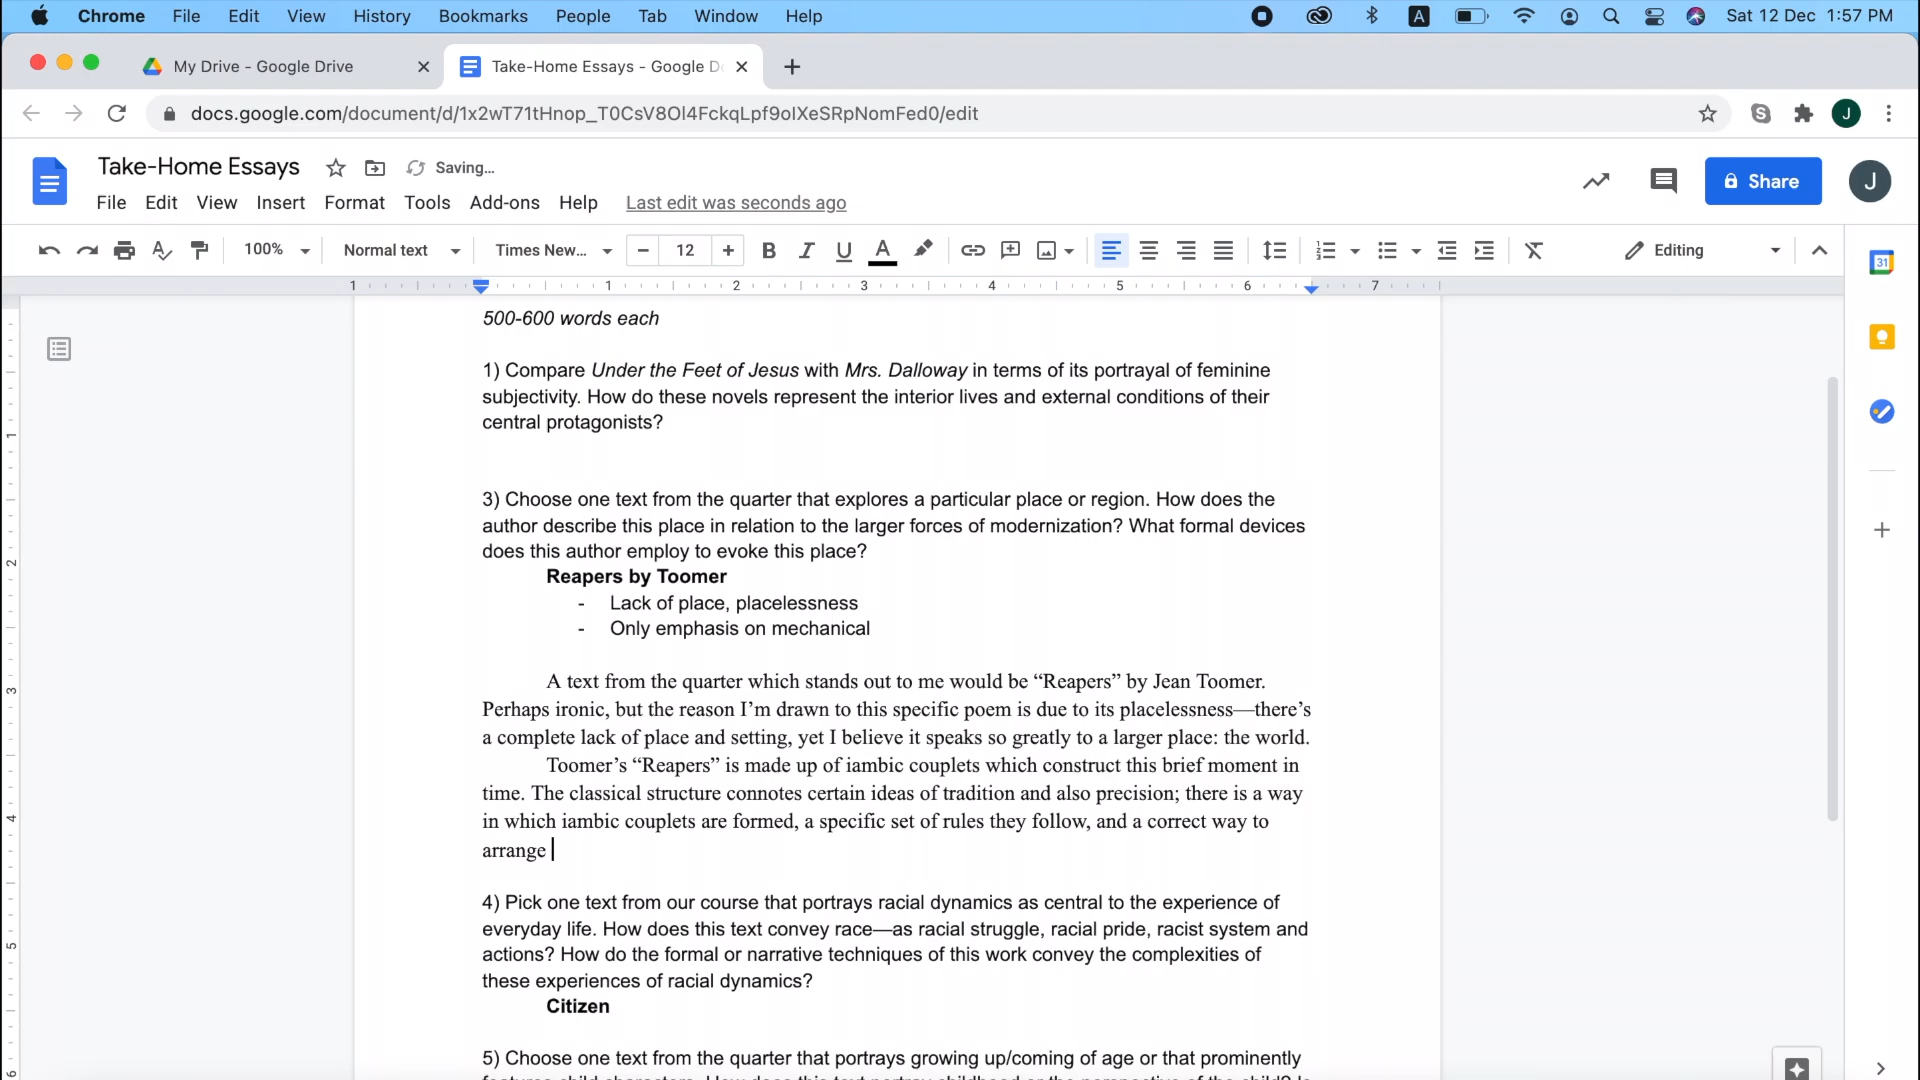 Chrome File Edit View History Bookmarks People Tab Window Help
A
Sat 12 Dec 1:57 PM
My Drive - Google Drive
Take-Home Essays - Google Do
docs.google.com/document/d/1x2wT71tHnop_T0CsV8Ol4FckqLpf9olXeSRpNomFed0/edit
S
J
Take-Home Essays
Saving...
Share
J
File Edit View Insert Format Tools Add-ons Help Last edit was seconds ago
100% Normal text Times New... - 12 + B I U A
Editing
31
1 1 2 3 4 5 6 7
500-600 words each
1) Compare Under the Feet of Jesus with Mrs. Dalloway in terms of its portrayal of feminine
subjectivity. How do these novels represent the interior lives and external conditions of their
central protagonists?
3) Choose one text from the quarter that explores a particular place or region. How does the
author describe this place in relation to the larger forces of modernization? What formal devices
does this author employ to evoke this place?
Reapers by Toomer
- Lack of place, placelessness
- Only emphasis on mechanical
A text from the quarter which stands out to me would be “Reapers” by Jean Toomer.
Perhaps ironic, but the reason I’m drawn to this specific poem is due to its placelessness—there’s
a complete lack of place and setting, yet I believe it speaks so greatly to a larger place: the world.
Toomer’s “Reapers” is made up of iambic couplets which construct this brief moment in
time. The classical structure connotes certain ideas of tradition and also precision; there is a way
in which iambic couplets are formed, a specific set of rules they follow, and a correct way to
arrange
4) Pick one text from our course that portrays racial dynamics as central to the experience of
everyday life. How does this text convey race—as racial struggle, racial pride, racist system and
actions? How do the formal or narrative techniques of this work convey the complexities of
these experiences of racial dynamics?
Citizen
5) Choose one text from the quarter that portrays growing up/coming of age or that prominently
1
2
3
4
5
6